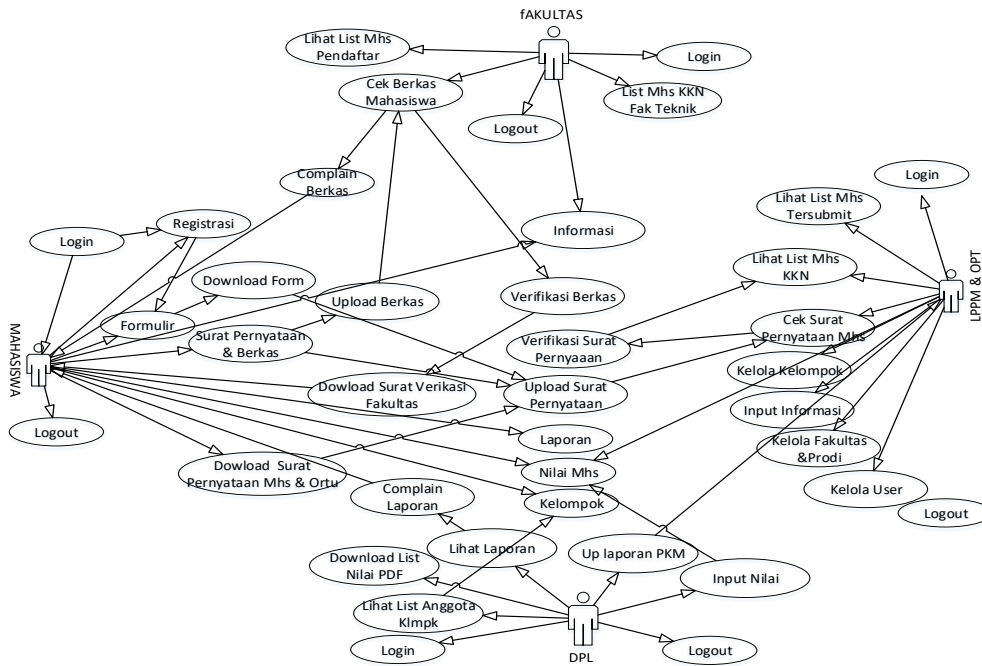 fAKULTAS
Lihat List Mhs
Pendaftar
Login
Cek Berkas
Mahasiswa
List Mhs KKN
Fak Teknik
Logout
Complain
Berkas
Login
Lihat List Mhs
Tersubmit
Registrasi
Informasi
Login
Lihat List Mhs
KKN
Download Form
Upload Berkas
Verifikasi Berkas
LPPM & OPT
Formulir
Surat Pernyataan
& Berkas
Verifikasi Surat
Pernyaaan
Cek Surat
Pernyataan Mhs
MAHASISWA
Kelola Kelompok
Dowload Surat Verikasi
Fakultas
Upload Surat
Pernyataan
Input Informasi
Logout
Laporan
Kelola Fakultas
&Prodi
Dowload Surat
Pernyataan Mhs & Ortu
Nilai Mhs
Complain
Laporan
Kelompok
Kelola User
Logout
Lihat Laporan
Up laporan PKM
Download List
Nilai PDF
Input Nilai
Lihat List Anggota
Klmpk
Login
Logout
DPL